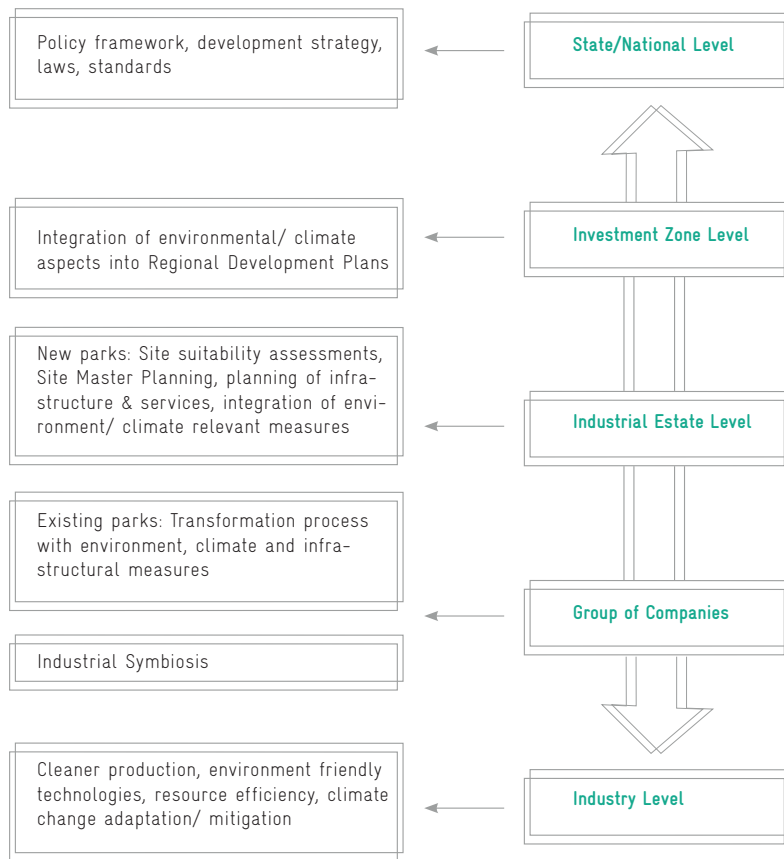 Policy framework, development strategy,
laws, standards
State/National Level
Integration of environmental/ climate
aspects into Regional Development Plans
Investment Zone Level
New parks: Site suitability assessments,
Site Master Planning, planning of infra-
structure & services, integration of envi-
ronment/ climate relevant measures
Industrial Estate Level
Existing parks: Transformation process
with environment, climate and infra-
structural measures
Group of Companies
Industrial Symbiosis
Cleaner production, environment friendly
technologies, resource efficiency, climate
change adaptation/ mitigation
Industry Level